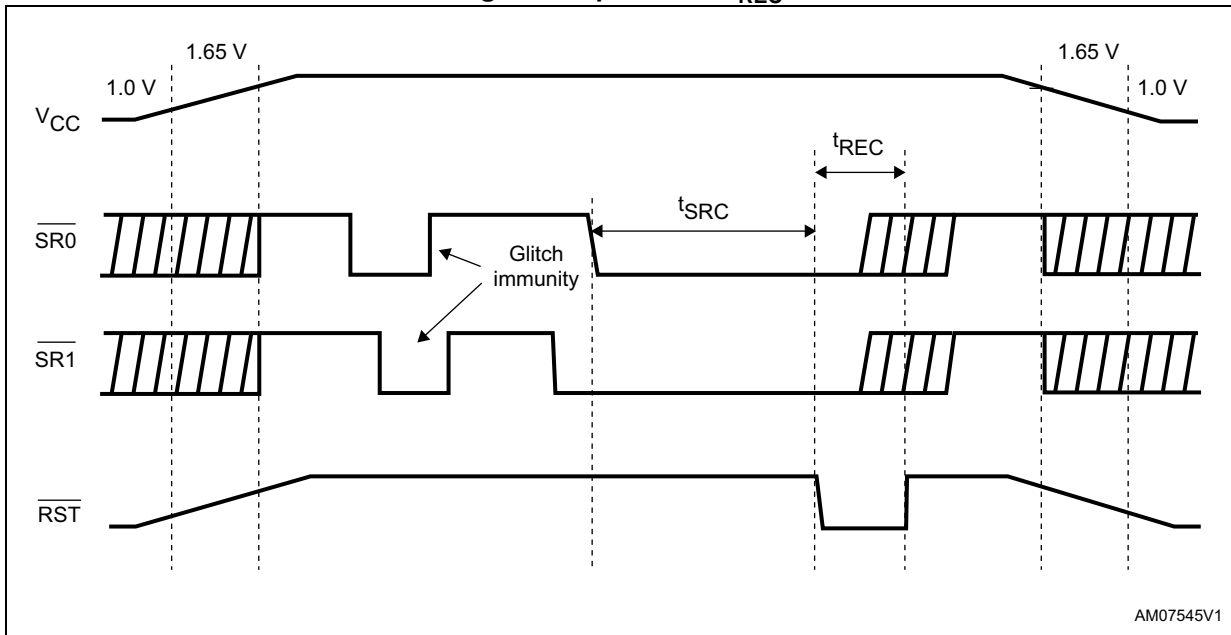 1.65 V
1.65 V
1.0 V
1.0 V
VCC
tREC
tSRC
SR0
Glitch
immunity
SR1
RST
AM07545V1